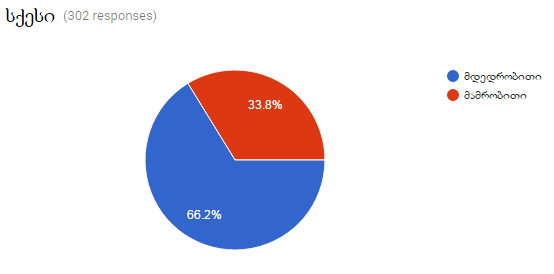 სქესი (302 responses)
მდედრობითი
მამრობითი
33.8%
66.2%